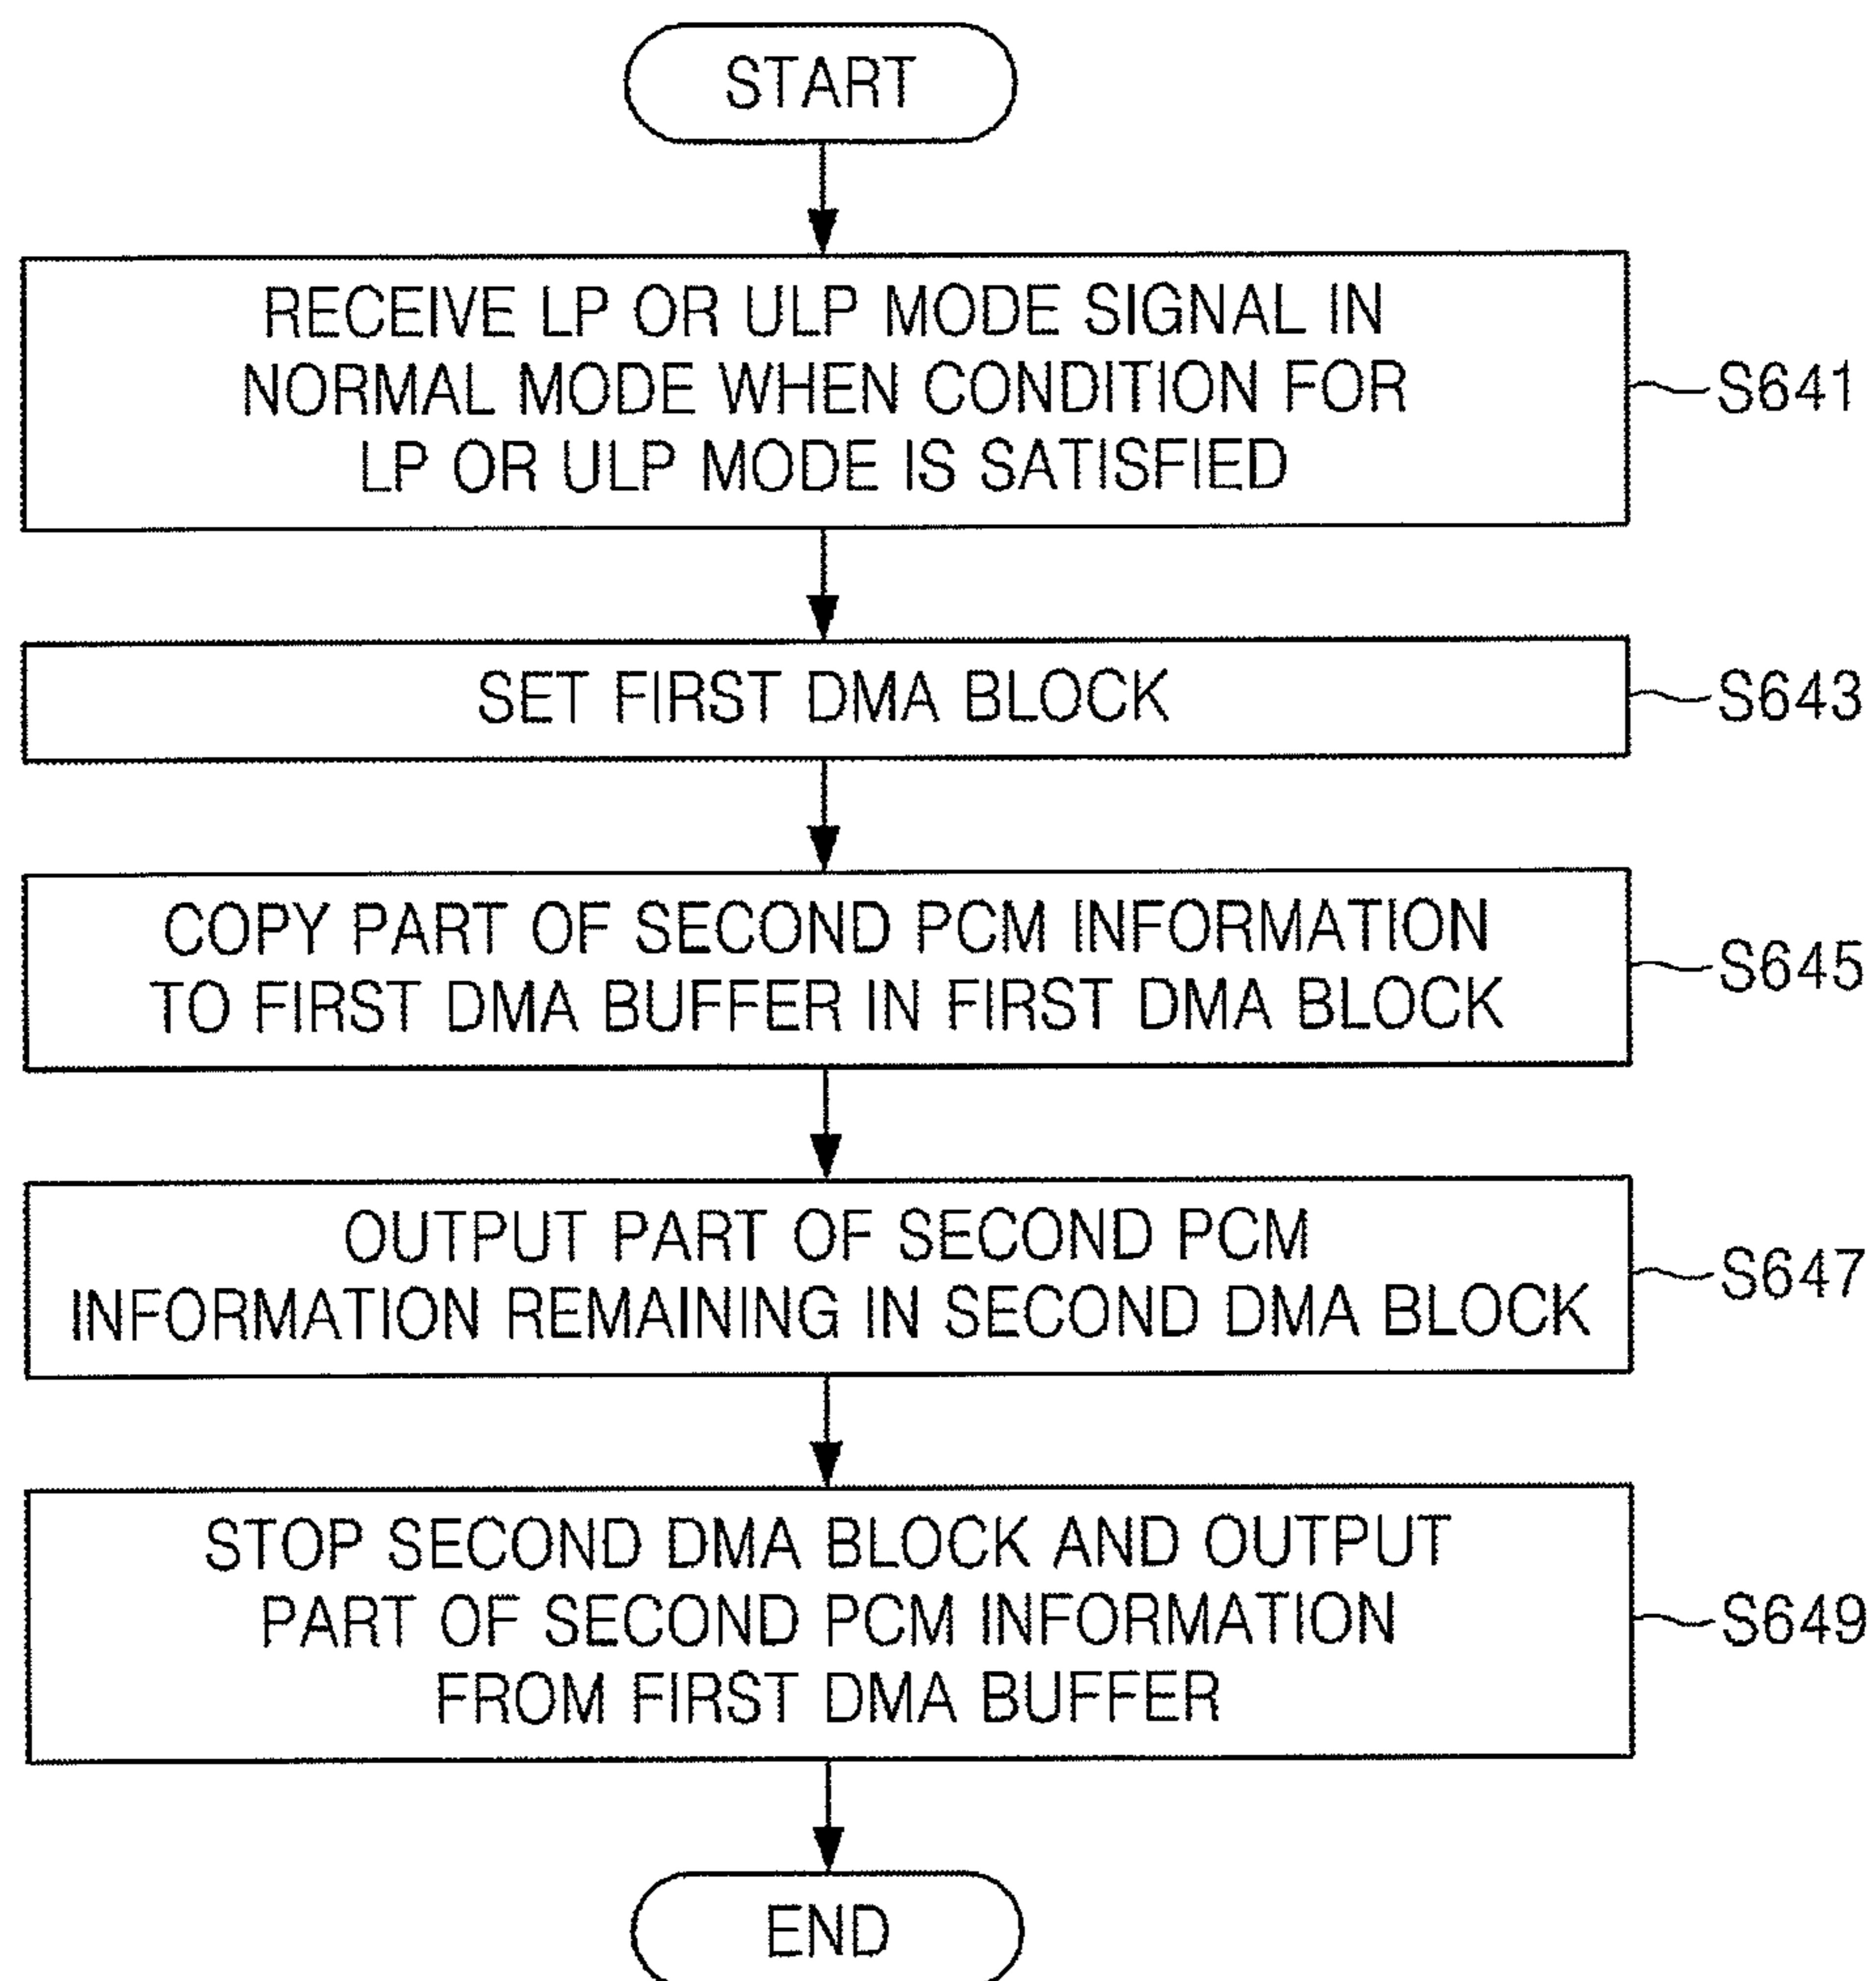 START
RECEIVE LP OR ULP MODE SIGNAL IN
NORMAL MODE WHEN CONDITION FOR
LP OR ULP MODE IS SATISFIED
S641
SET FIRST DMA BLOCK
S643
COPY PART OF SECOND PCM INFORMATION
TO FIRST DMA BUFFER IN FIRST DMA BLOCK
S645
OUTPUT PART OF SECOND PCM
INFORMATION REMAINING IN SECOND DMA BLOCK
S647
STOP SECOND DMA BLOCK AND OUTPUT
PART OF SECOND PCM INFORMATION
FROM FIRST DMA BUFFER
S649
END